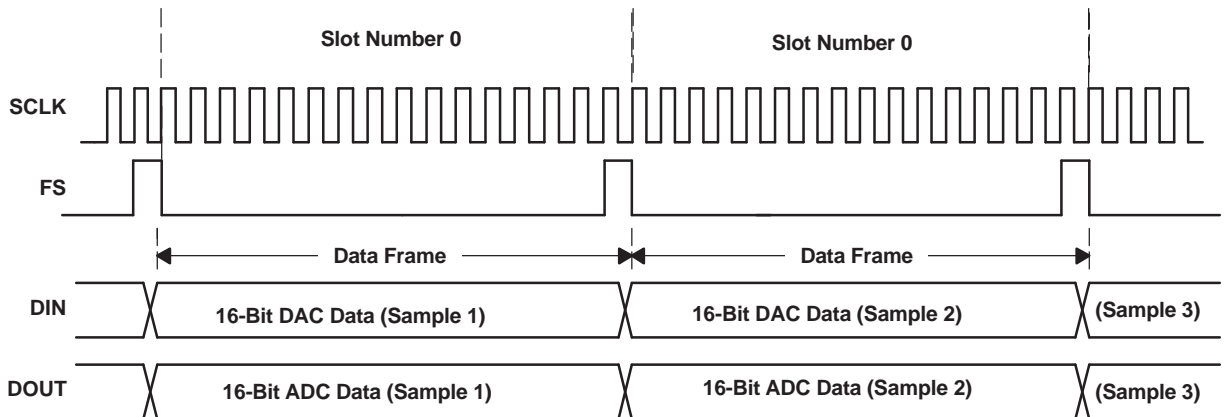 Slot Number 0
Slot Number 0
SCLK
FS
Data Frame
Data Frame
DIN
16-Bit DAC Data (Sample 1)
16-Bit DAC Data (Sample 2)
(Sample 3)
DOUT
16-Bit ADC Data (Sample 1)
16-Bit ADC Data (Sample 2)
(Sample 3)